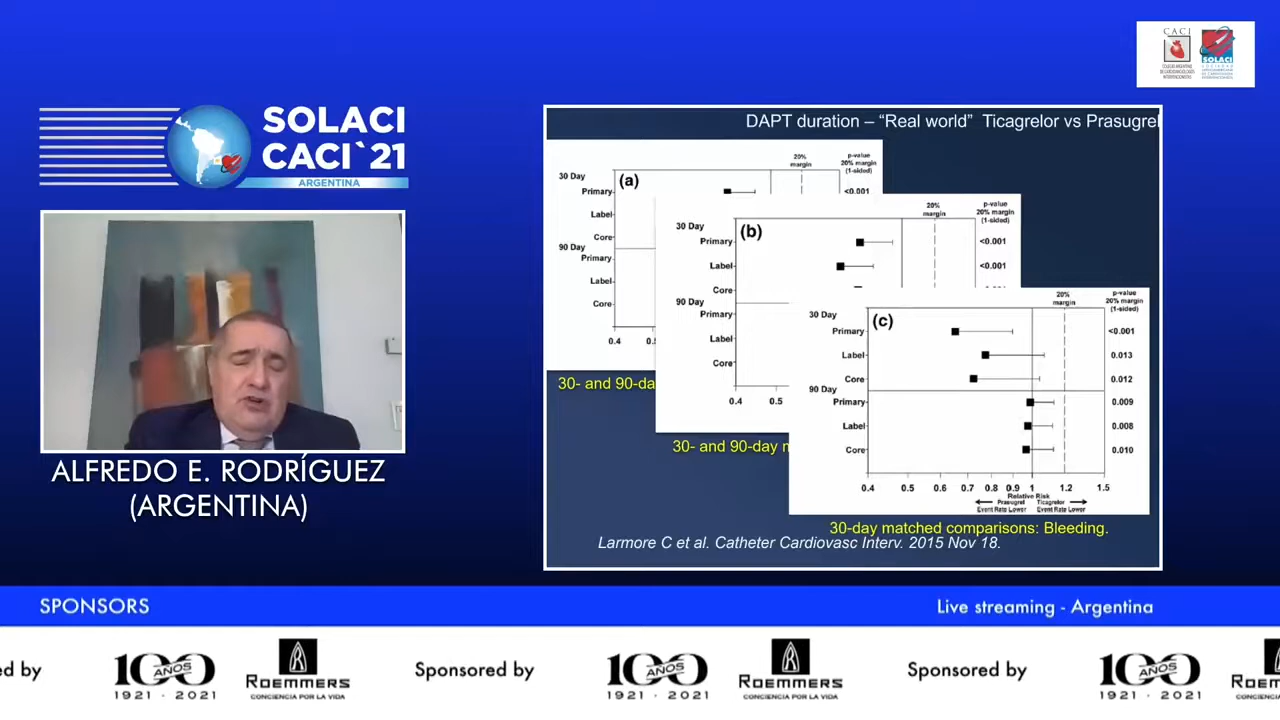 CACI
SOLACI
SOLACI
CACI`21
ARGENTINA
ALFREDO E. RODRÍGUEZ
(ARGENTINA)
DAPT duration – “Real world” Ticagrelor vs Prasugrel
20%
margin
p-value
20% margin
(1-sided)
(a)
30 Day
Primary
<0.001
Label
Core
90 Day
Primary
Label
Core
0.4
0.5
30- and 90-da
20%
margin
p-value
20% margin
(1-sided)
(b)
30 Day
Primary
<0.001
Label
<0.001
Core
90 Day
Primary
Label
Core
0.4
0.5
30- and 90-day m
20%
margin
p-value
20% margin
(1-sided)
(c)
30 Day
Primary
<0.001
Label
0.013
Core
0.012
90 Day
Primary
0.009
Label
0.008
Core
0.010
0.4 0.5 0.6 0.7 0.8 0.9 1 1.2 1.5
Relative Risk
Prasugrel
Event Rate Lower
Ticagrelor
Event Rate Lower
30-day matched comparisons: Bleeding.
Larmore C et al. Catheter Cardiovasc Interv. 2015 Nov 18.
SPONSORS
Live streaming - Argentina
ed by
100 AÑOS
1921 - 2021
ROEMMERS
CONCIENCIA POR LA VIDA
Sponsored by
100 AÑOS
1921 - 2021
ROEMMERS
CONCIENCIA POR LA VIDA
Sponsored by
100 AÑOS
1921 - 2021
ROEM
CONCIEN